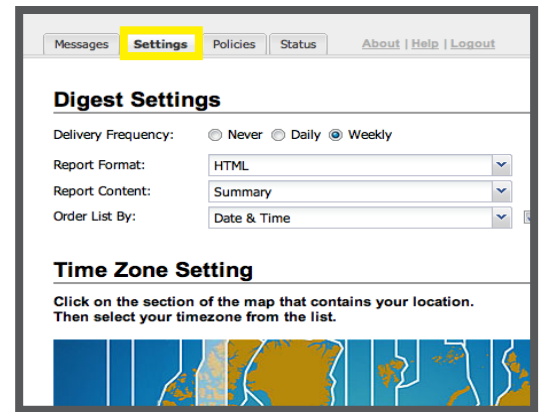 Messages Settings Policies Status About | Help | Logout
Digest Settings
Delivery Frequency: Never Daily Weekly
Report Format: HTML
Report Content: Summary
Order List By: Date & Time
Time Zone Setting
Click on the section of the map that contains your location.
Then select your timezone from the list.